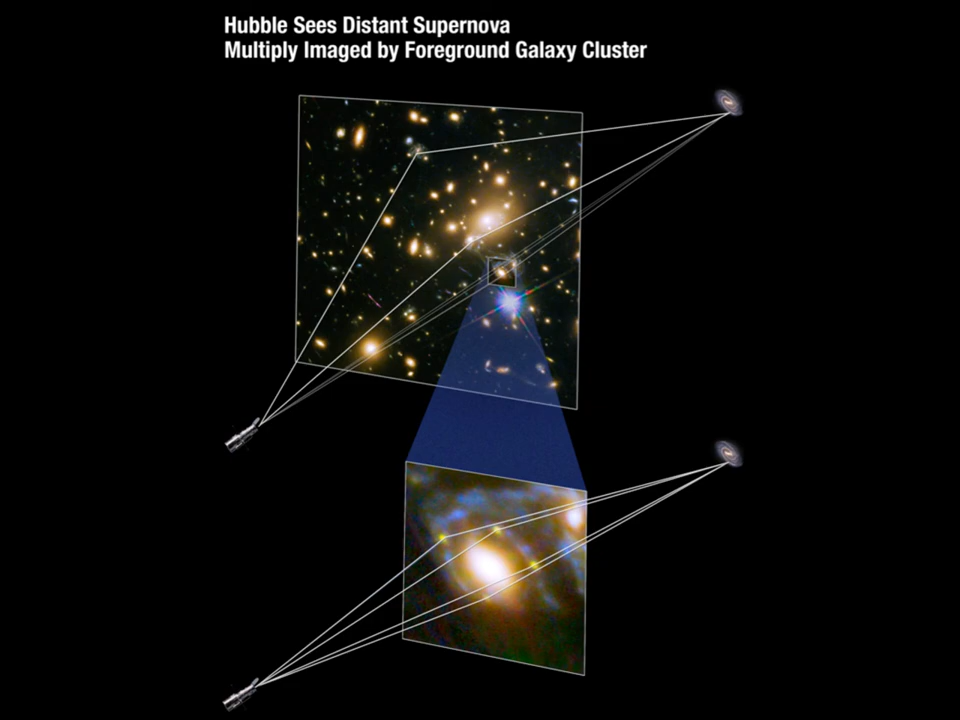 Hubble Sees Distant Supernova
Multiply Imaged by Foreground Galaxy Cluster